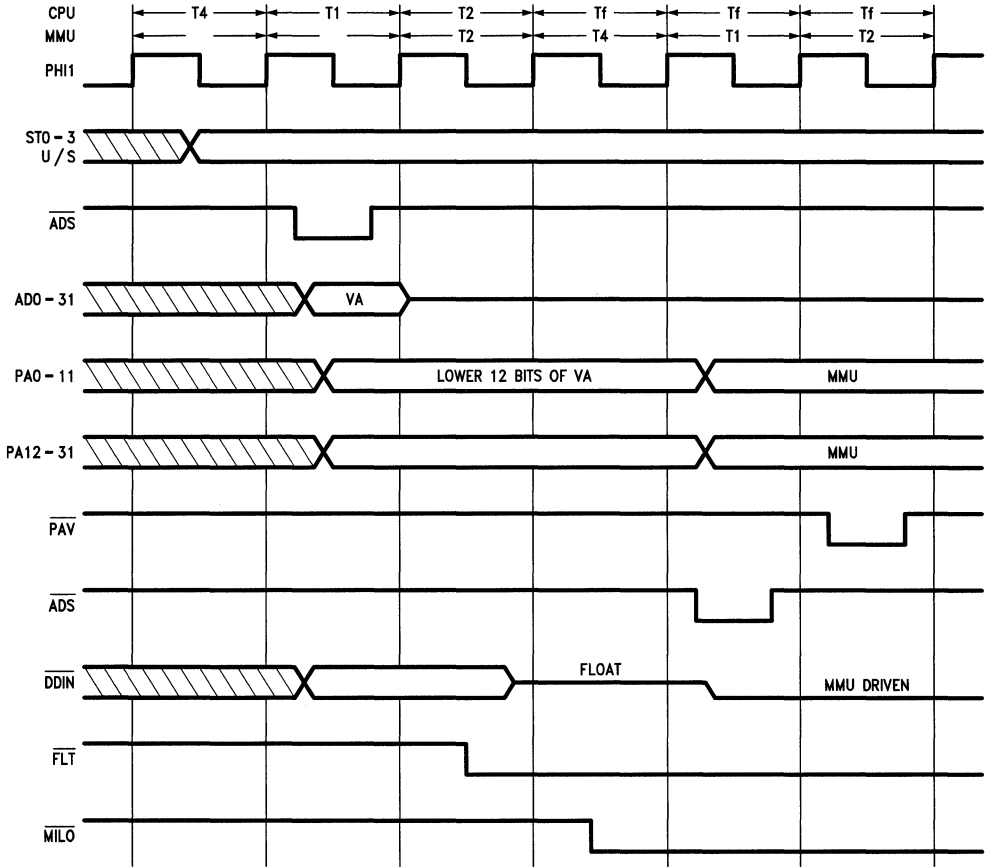 CPU T4 T1 T2 Tf Tf Tf
MMU T2 T4 T1 T2
PHI1
ST0 - 3
U / S
ADS
AD0 - 31 VA
PA0 - 11 LOWER 12 BITS OF VA MMU
PA12 - 31 MMU
PAV
ADS
DDIN FLOAT MMU DRIVEN
FLT
MILO